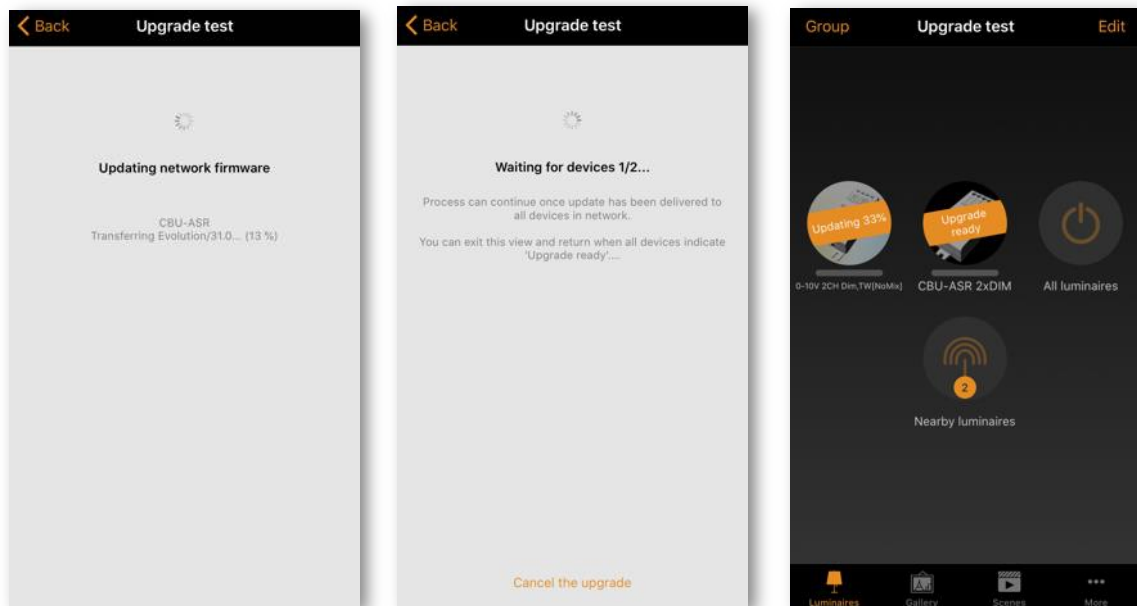 Back
Upgrade test
Updating network firmware
CBU-ASR
Transferring Evolution/31.0... (13 %)
Back
Upgrade test
Waiting for devices 1/2...
Process can continue once update has been delivered to
all devices in network.
You can exit this view and return when all devices indicate
'Upgrade ready'....
Cancel the upgrade
Group
Upgrade test
Edit
Updating 33%
Upgrade
ready
0-10V 2CH Dim,TW[NoMix]
CBU-ASR 2xDIM
All luminaires
2
Nearby luminaires
Luminaires
Gallery
Scenes
More